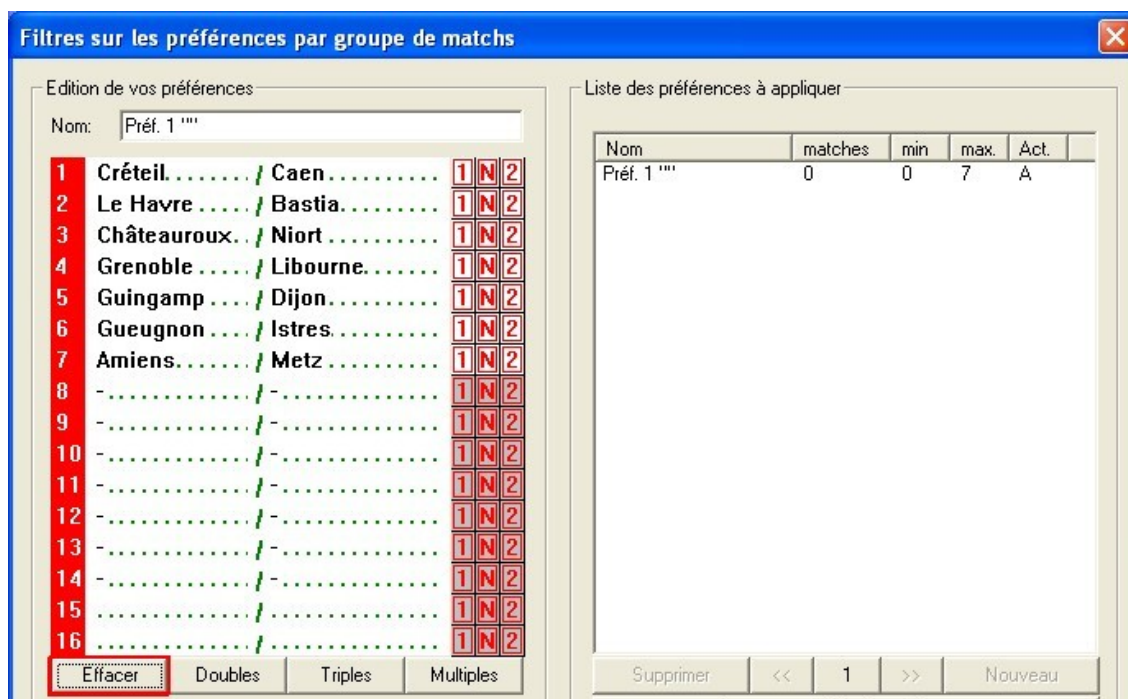 Filtres sur les préférences par groupe de matchs
Edition de vos préférences
Nom: Préf. 1 ""
1 Créteil......../ Caen........... 1 N 2
2 Le Havre...../ Bastia.......... 1 N 2
3 Châteauroux../ Niort........... 1 N 2
4 Grenoble...../ Libourne....... 1 N 2
5 Guingamp..../ Dijon........... 1 N 2
6 Gueugnon..../ Istres........... 1 N 2
7 Amiens......./ Metz........... 1 N 2
8 -............./ -............... 1 N 2
9 -............./ -............... 1 N 2
10 -............./ -............... 1 N 2
11 -............./ -............... 1 N 2
12 -............./ -............... 1 N 2
13 -............./ -............... 1 N 2
14 -............./ -............... 1 N 2
15 ............../ ................ 1 N 2
16 ............../ ................ 1 N 2
Effacer Doubles Triples Multiples
Liste des préférences à appliquer
Nom matches min max. Act.
Préf. 1 "" 0 0 7 A
Supprimer << 1 >> Nouveau